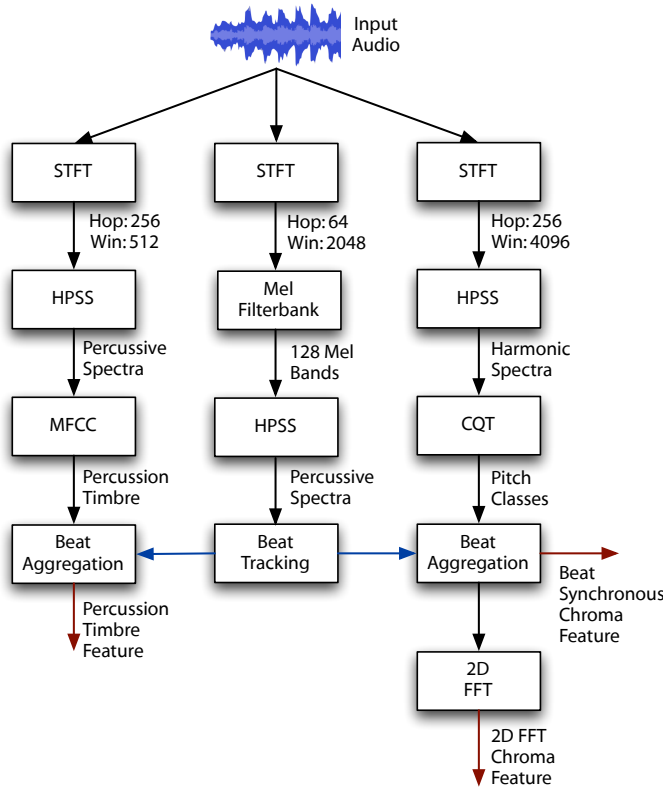 Input
Audio
STFT
STFT
STFT
Hop: 256
Win: 512
Hop: 64
Win: 2048
Hop: 256
Win: 4096
HPSS
Mel
Filterbank
HPSS
Percussive
Spectra
128 Mel
Bands
Harmonic
Spectra
MFCC
HPSS
CQT
Percussion
Timbre
Percussive
Spectra
Pitch
Classes
Beat
Aggregation
Beat
Tracking
Beat
Aggregation
Percussion
Timbre
Feature
Beat
Synchronous
Chroma
Feature
2D
FFT
2D FFT
Chroma
Feature